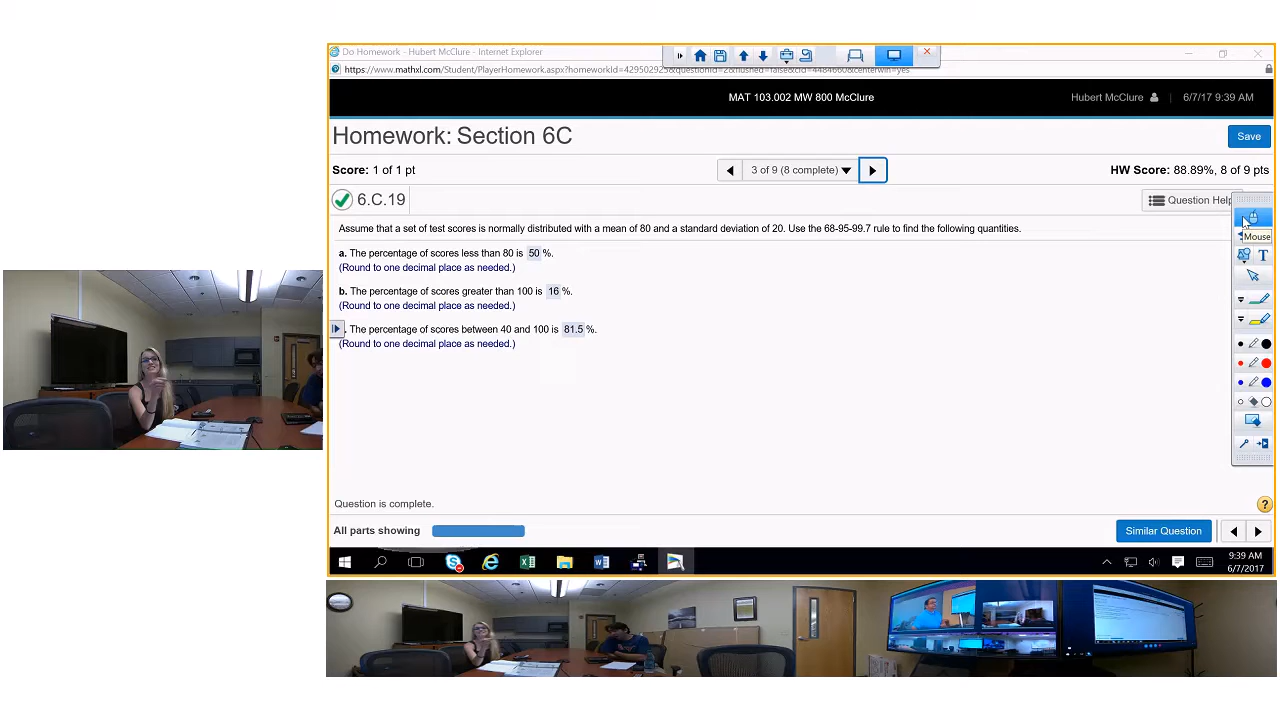 Do Homework - Hubert McClure - Internet Explorer
MAT 103.002 MW 800 McClure
Hubert McClure
6/7/17 9:39 AM
Homework: Section 6C
Save
Score: 1 of 1 pt
3 of 9 (8 complete)
HW Score: 88.89%, 8 of 9 pts
6.C.19
Question Help
Assume that a set of test scores is normally distributed with a mean of 80 and a standard deviation of 20. Use the 68-95-99.7 rule to find the following quantities.
Mouse
a. The percentage of scores less than 80 is 50 %.
(Round to one decimal place as needed.)
b. The percentage of scores greater than 100 is 16 %.
(Round to one decimal place as needed.)
. The percentage of scores between 40 and 100 is 81.5 %.
(Round to one decimal place as needed.)
Question is complete.
?
All parts showing
Similar Question
9:39 AM
6/7/2017